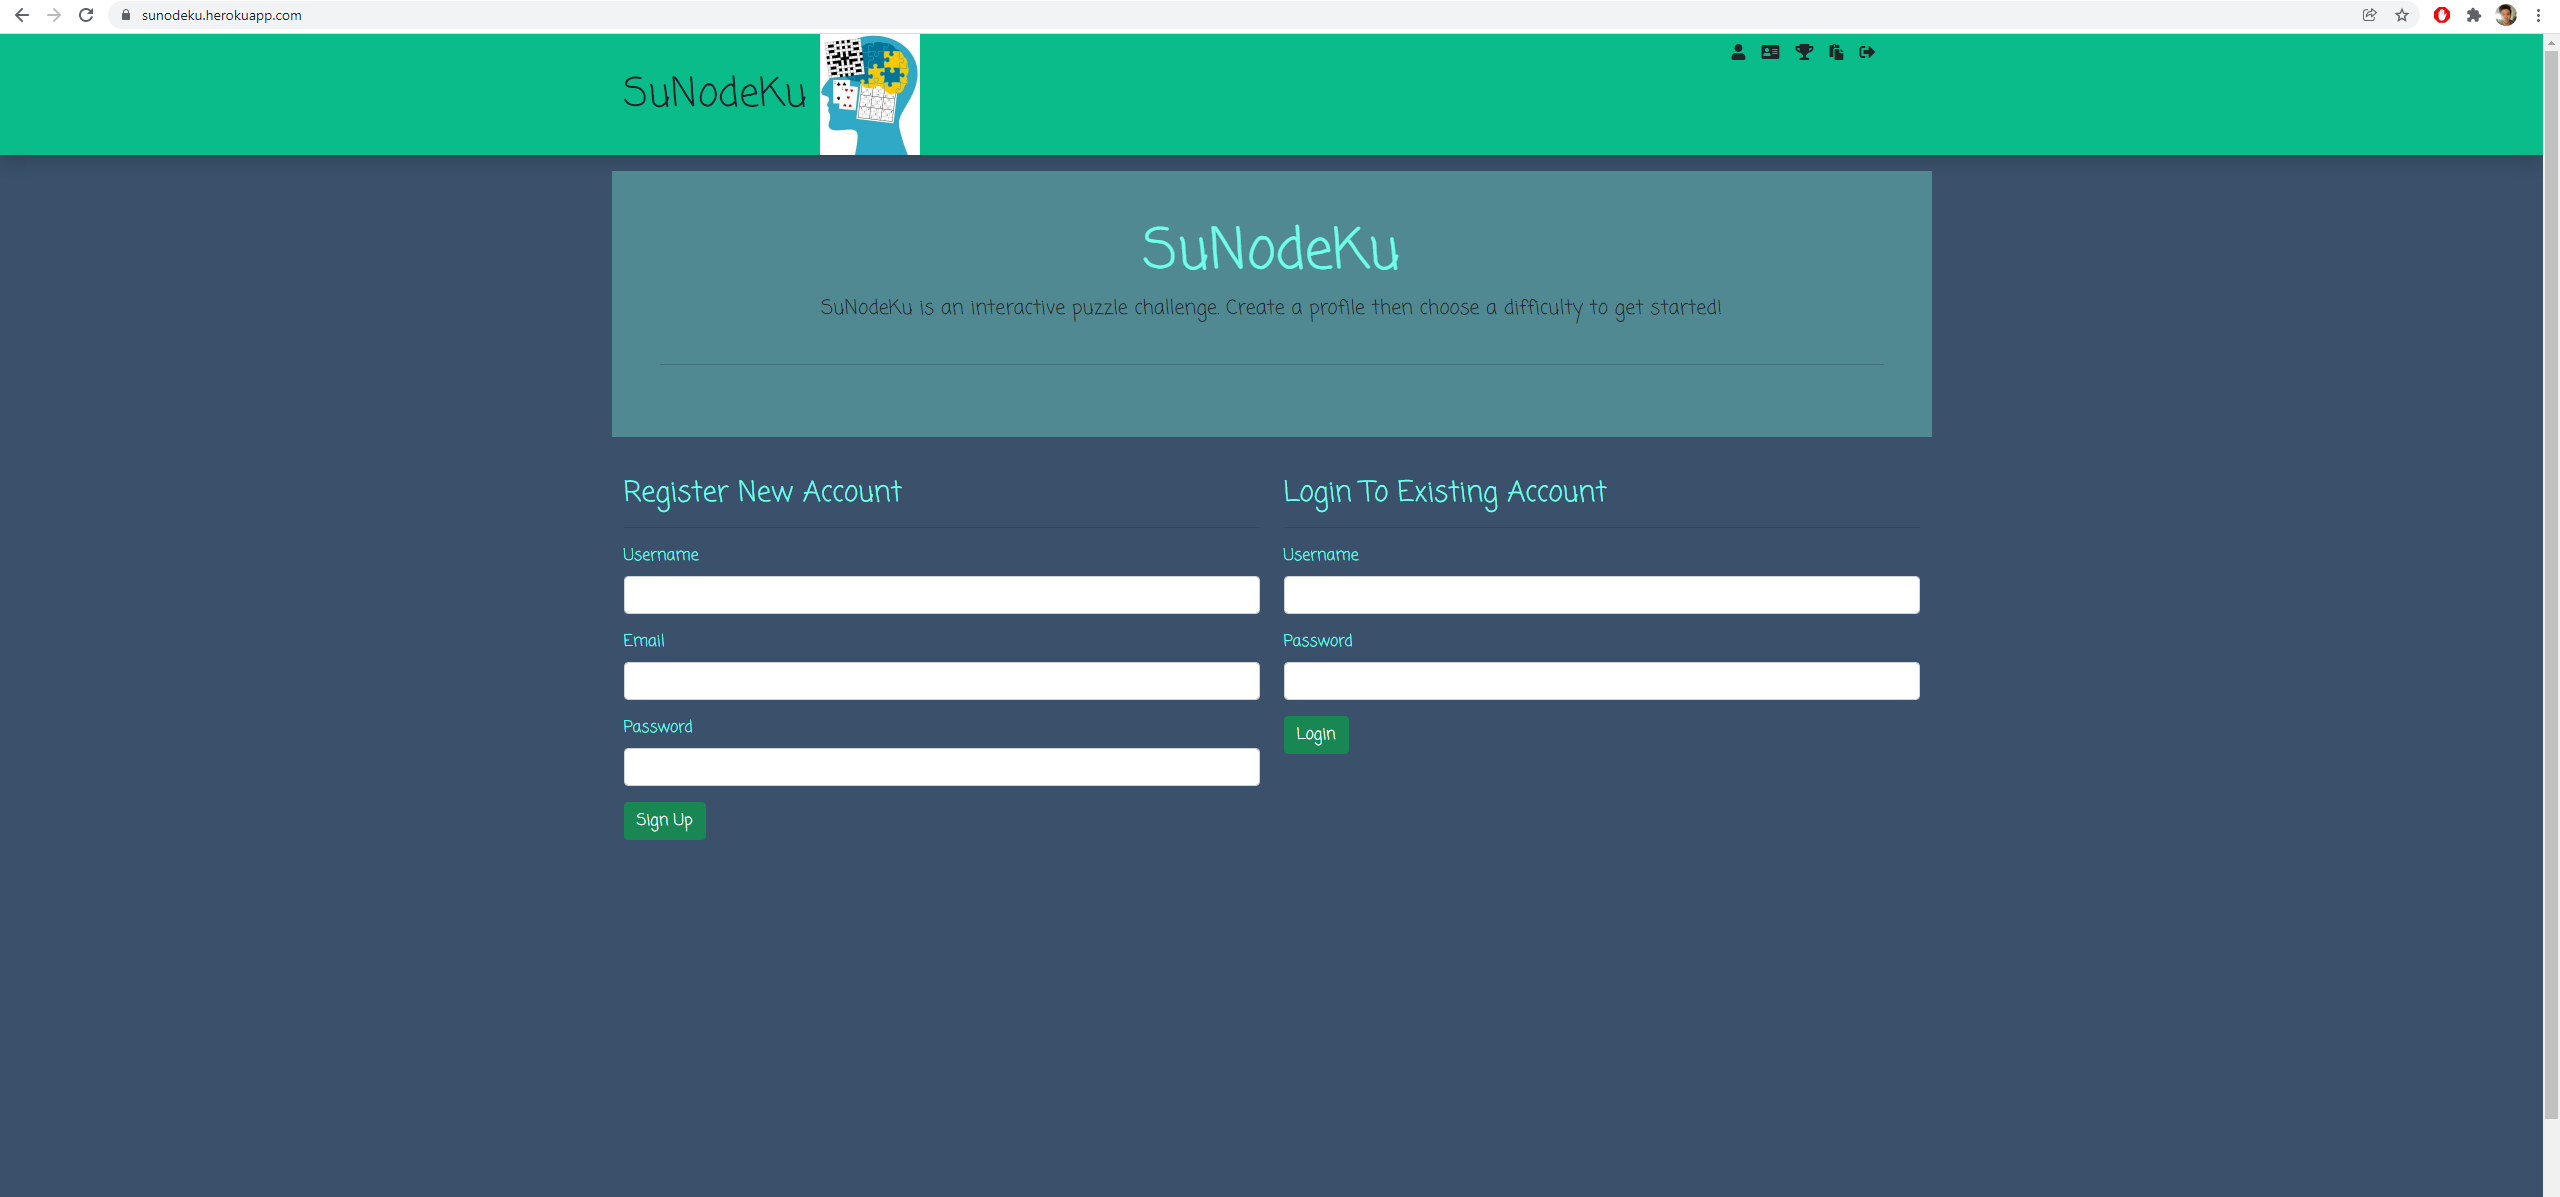 sunodeku.herokuapp.com
SuNodeKu
SuNodeKu
SuNodeKu is an interactive puzzle challenge. Create a profile then choose a difficulty to get started!
Register New Account
Username
Email
Password
Sign Up
Login To Existing Account
Username
Password
Login